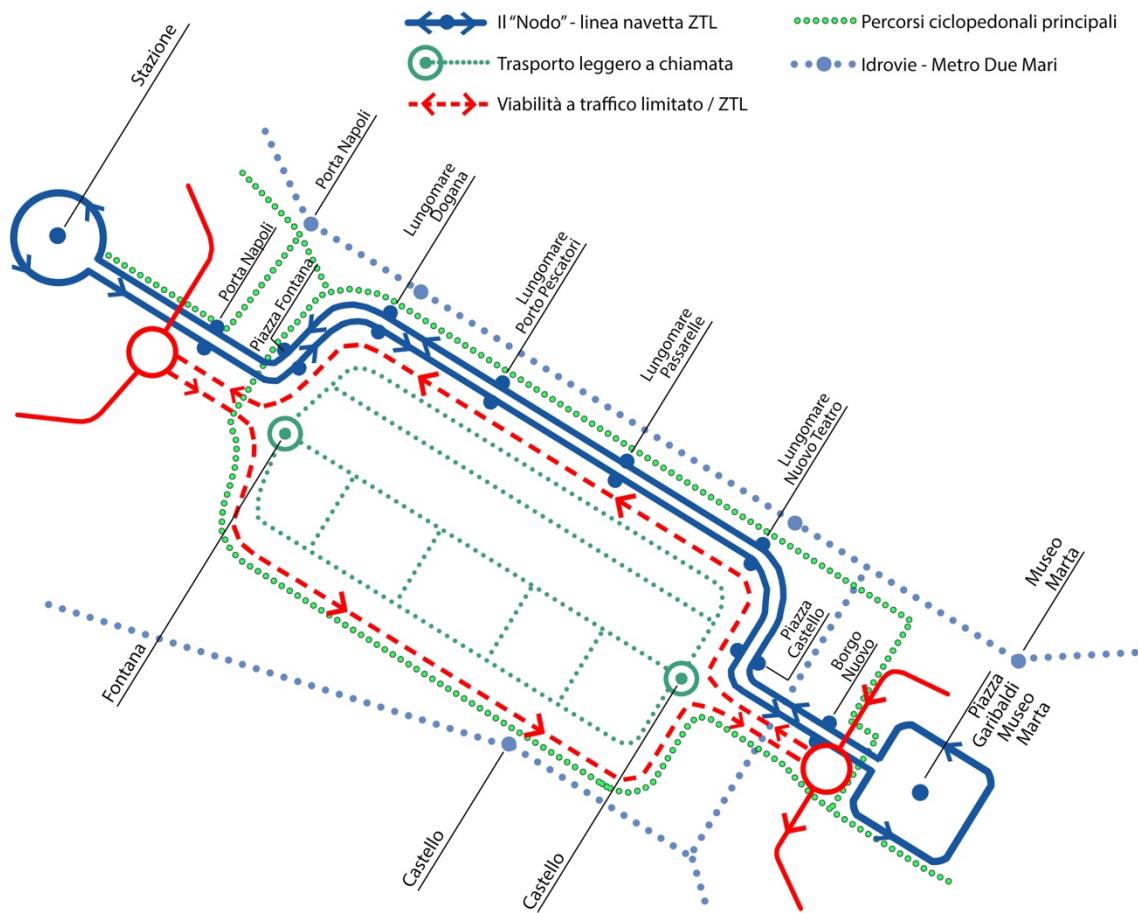 Il “Nodo” - linea navetta ZTL
Trasporto leggero a chiamata
Viabilità a traffico limitato / ZTL
Percorsi ciclopedonali principali
Idrovie - Metro Due Mari
Stazione
Porta Napoli
Piazza Fontana
Porta Napoli
Lungomare
Dogana
Lungomare
Porto Pescatori
Lungomare
Passarelle
Lungomare
Nuovo Teatro
Piazza
Castello
Borgo
Nuovo
Museo
Marta
Piazza
Garibaldi
Museo
Marta
Fontana
Castello
Castello